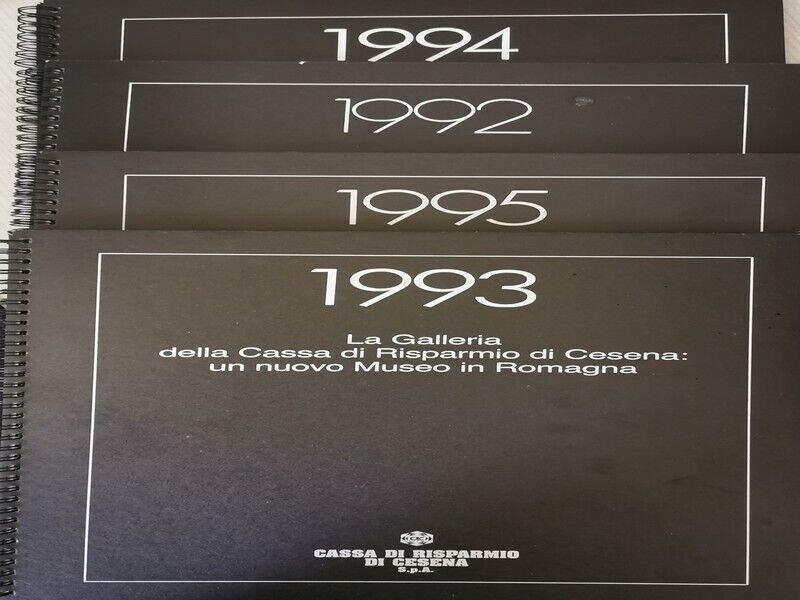 1994
1992
1995
1993
La Galleria
della Cassa di Risparmio di Cesena:
un nuovo Museo in Romagna
CASSA DI RISPARMIO
DI CESENA
S.p.A.